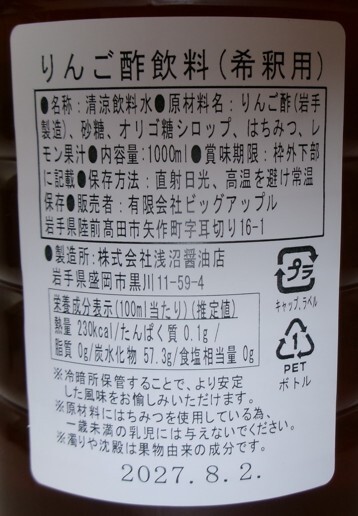 りんご酢飲料(希釈用)
●名称：清涼飲料水●原材料名：りんご酢(岩手
製造)、砂糖、オリゴ糖シロップ、はちみつ、レ
モン果汁●内容量：1000ml●賞味期限：枠外下部
に記載●保存方法：直射日光、高温を避け常温
保存●販売者：有限会社ビッグアップル
岩手県陸前髙田市矢作町字耳切り16-1
●製造所：株式会社浅沼醤油店
岩手県盛岡市黒川11-59-4
栄養成分表示(100ml当たり)(推定値)
熱量 230kcal/たんぱく質 0.1g/
脂質 0g/炭水化物 57.3g/食塩相当量 0g
プラ
キャップ、ラベル
1
PET
ボトル
※冷暗所保管することで、より安定
した風味をお愉しみいただけます。
※原材料にはちみつを使用している為、
一歳未満の乳児には与えないでください。
※濁りや沈殿は果物由来の成分です。
2027.8.2.